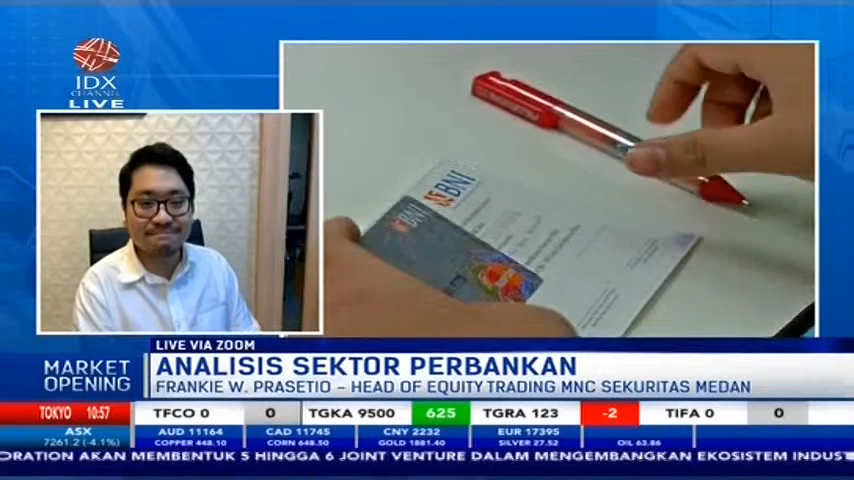 IDX
CHANNEL
LIVE
BNI
BNI
LIVE VIA ZOOM
MARKET
OPENING
ANALISIS SEKTOR PERBANKAN
FRANKIE W. PRASETIO – HEAD OF EQUITY TRADING MNC SEKURITAS MEDAN
TOKYO 10:57 TFCO 0 0 TGKA 9500 625 TGRA 123 -2 TIFA 0 0
ASX AUD 11164 CAD 11745 CNY 2232 EUR 17395
7261.2 (-4.1%) COPPER 448.10 CORN 648.50 GOLD 1881.40 SILVER 27.52 OIL 63.86
ORATION AKAN MEMBENTUK 5 HINGGA 6 JOINT VENTURE DALAM MENGEMBANGKAN EKOSISTEM INDUST